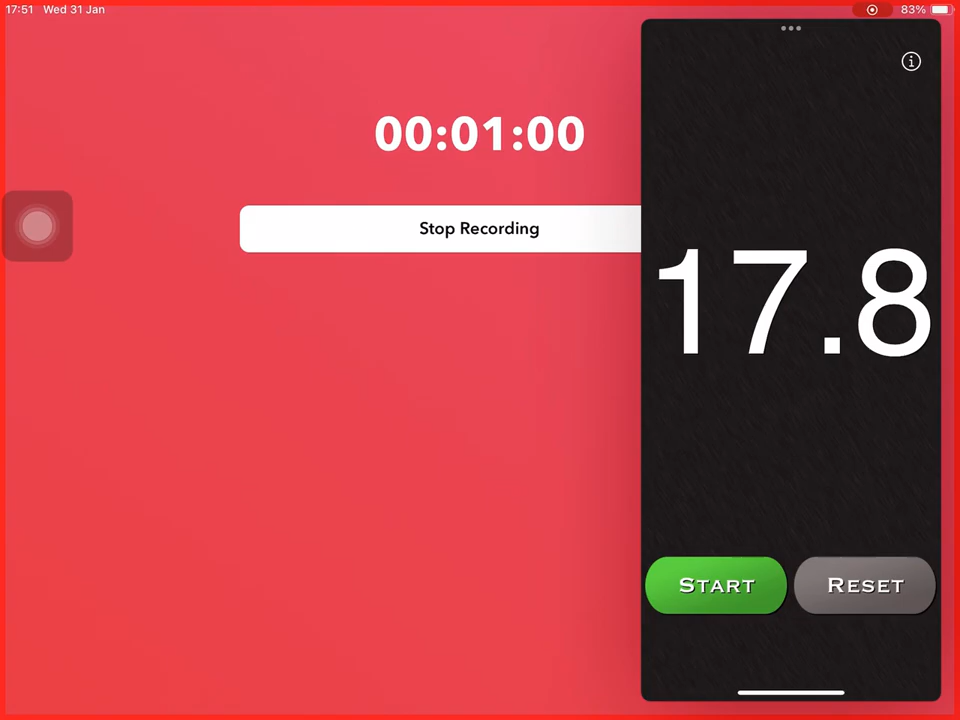 17:51 Wed 31 Jan
83%
00:01:00
Stop Recording
17.8
START
RESET